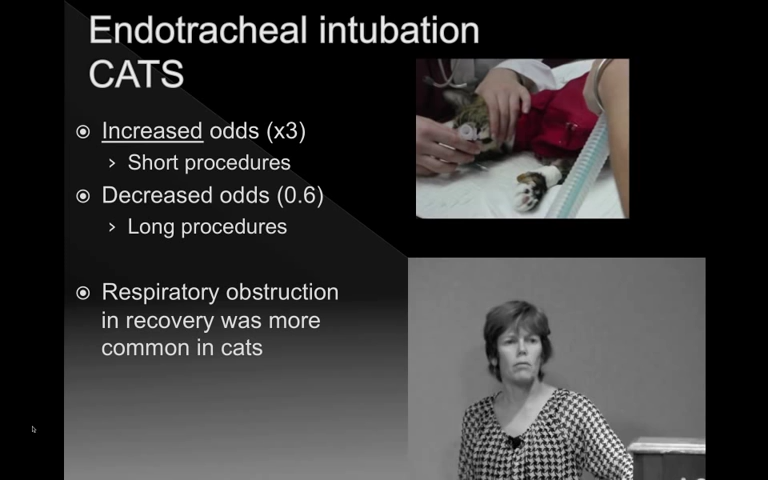 Endotracheal intubation
CATS
Increased odds (x3)
Short procedures
Decreased odds (0.6)
Long procedures
Respiratory obstruction
in recovery was more
common in cats